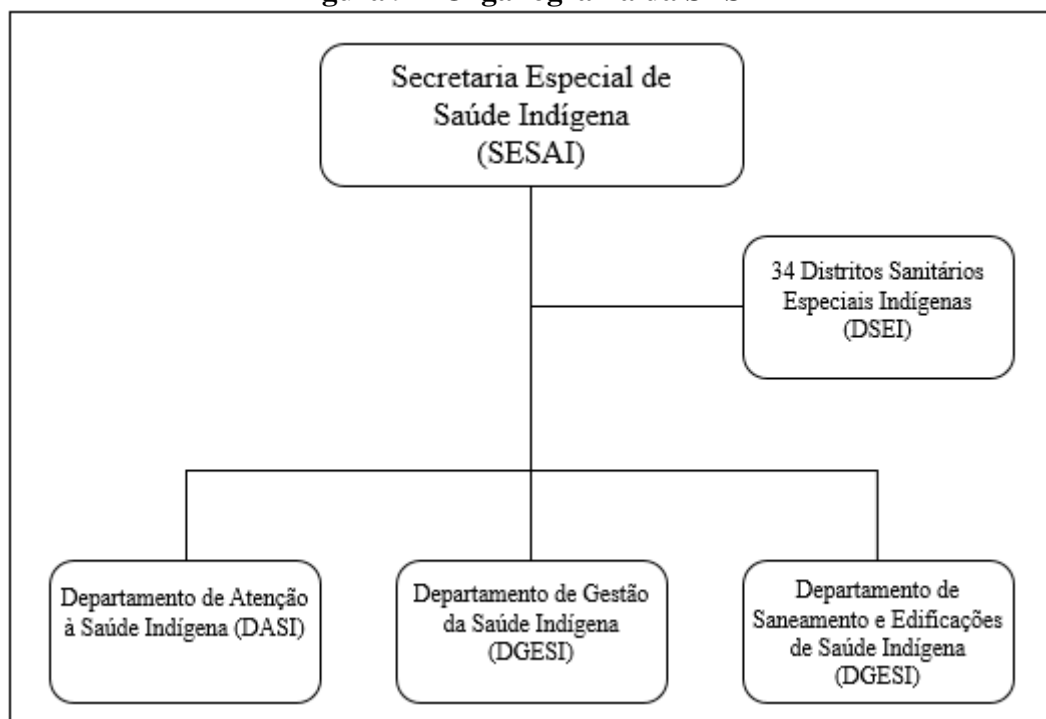 Secretaria Especial de
Saúde Indígena
(SESAI)
34 Distritos Sanitários
Especiais Indígenas
(DSEI)
Departamento de Atenção
à Saúde Indígena (DASI)
Departamento de Gestão
da Saúde Indígena
(DGESI)
Departamento de
Saneamento e Edificações
de Saúde Indígena
(DGESI)